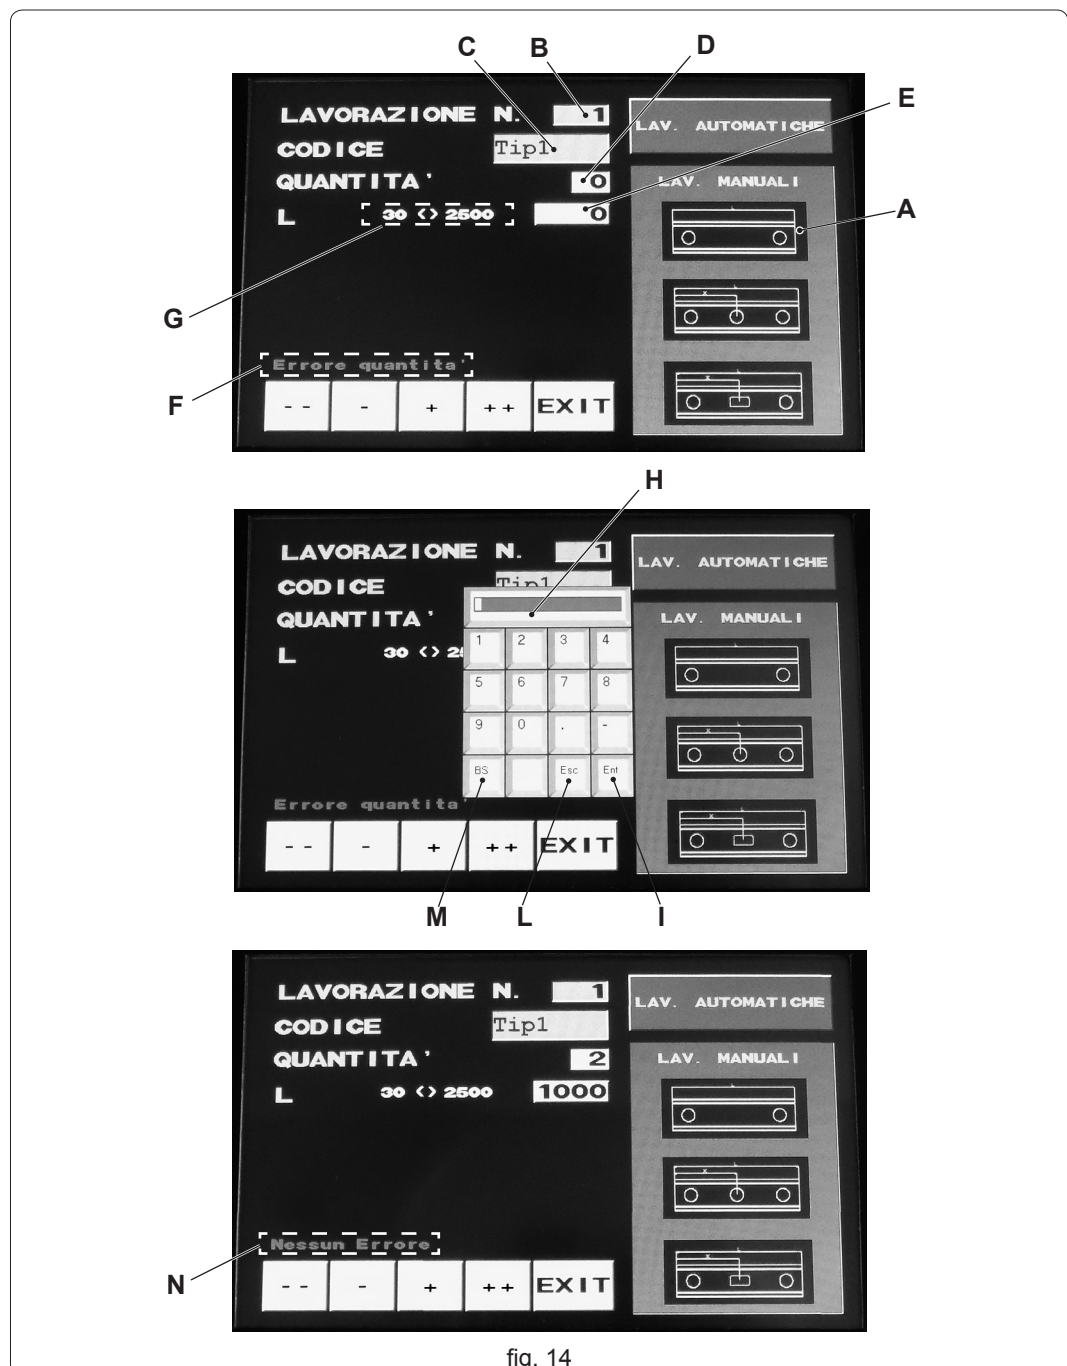 C B D
E
LAVORAZIONE N. 1
CODICE Tip1
QUANTITA' 0
L 30 <> 2500 0
LAV. AUTOMATICHE
LAV. MANUALI
L
A
X L
X
G
Errore quantita'
F
-- - + ++ EXIT
H
LAVORAZIONE N. 1
CODICE Tip1
QUANTITA'
L 30 <> 2
LAV. AUTOMATICHE
LAV. MANUALI
L
X L
X
1 2 3 4
5 6 7 8
9 0 . -
BS Esc Ent
Errore quantita'
-- - + ++ EXIT
M L I
LAVORAZIONE N. 1
CODICE Tip1
QUANTITA' 2
L 30 <> 2500 1000
LAV. AUTOMATICHE
LAV. MANUALI
L
X L
X
Nessun Errore
N
-- - + ++ EXIT
fig. 14